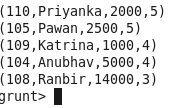 (110,Priyanka,2000,5)
(105,Pawan,2500,5)
(109,Katrina,1000,4)
(104,Anubhav,5000,4)
(108,Ranbir,14000,3)
grunt>